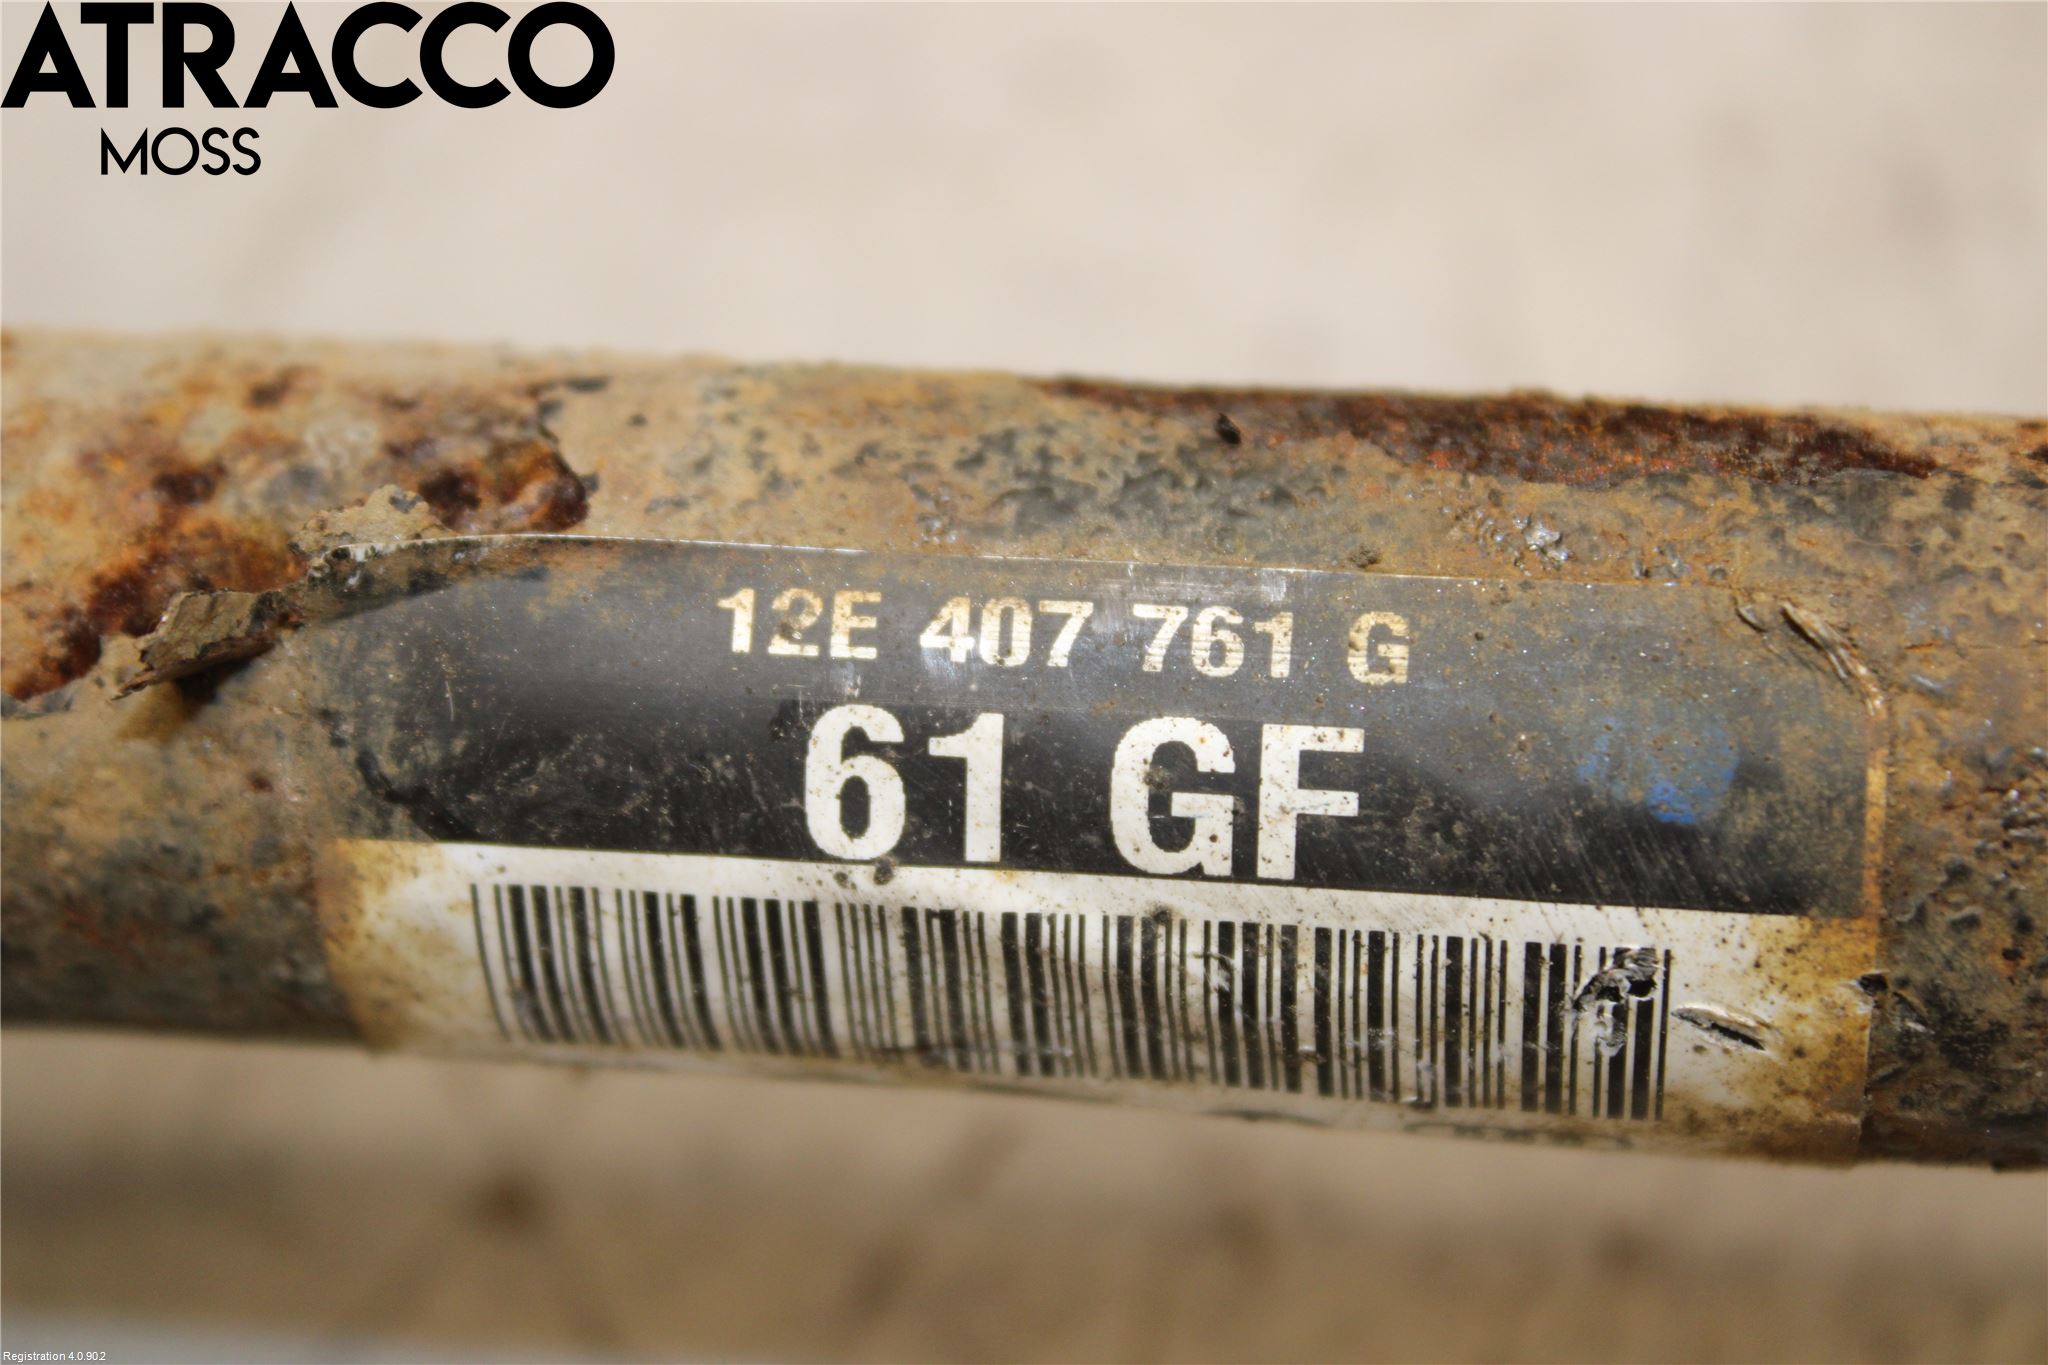 ATRACCO
MOSS
12E 407 761 G
61 GF
Registration 4.0.902